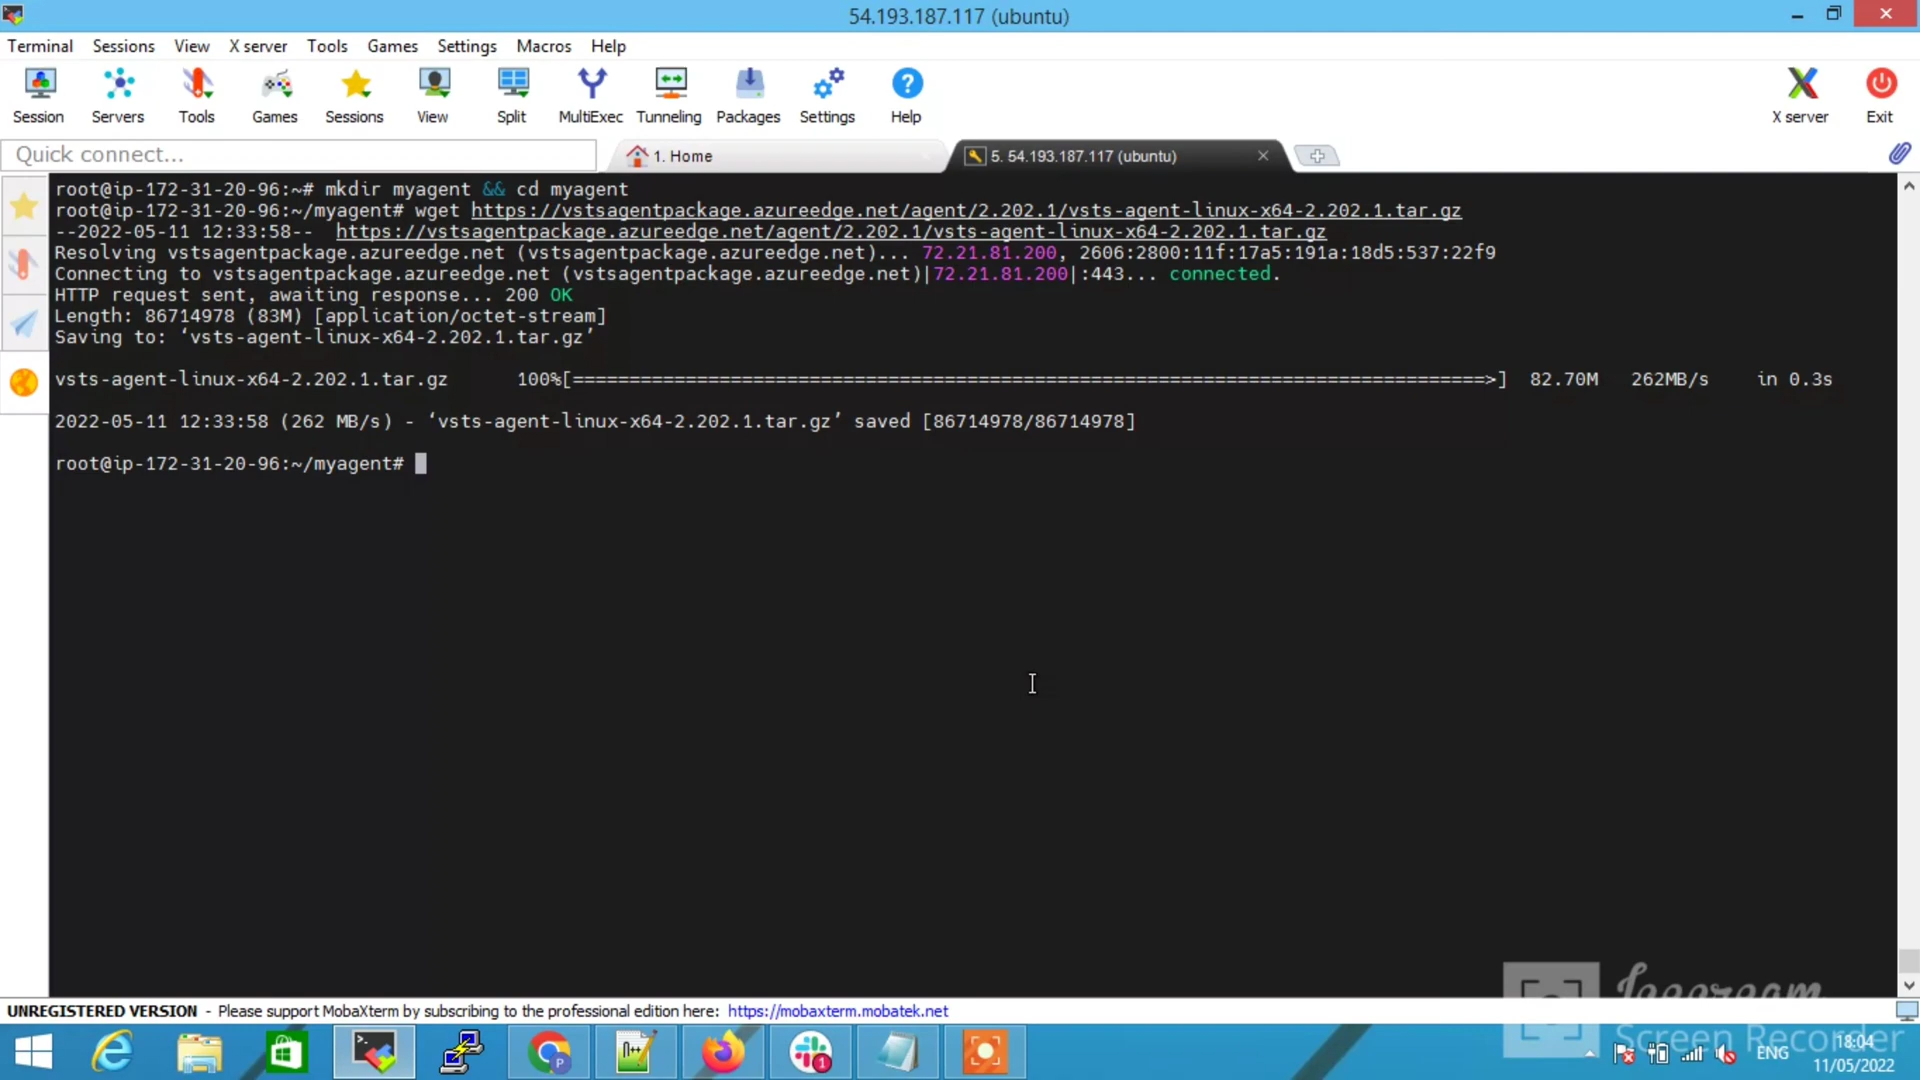 54.193.187.117 (ubuntu)
Terminal Sessions View X server Tools Games Settings Macros Help
Session Servers Tools Games Sessions View Split MultiExec Tunneling Packages Settings Help X server Exit
Quick connect... 1. Home 5. 54.193.187.117 (ubuntu)
root@ip-172-31-20-96:~# mkdir myagent && cd myagent
root@ip-172-31-20-96:~/myagent# wget https://vstsagentpackage.azureedge.net/agent/2.202.1/vsts-agent-linux-x64-2.202.1.tar.gz
--2022-05-11 12:33:58-- https://vstsagentpackage.azureedge.net/agent/2.202.1/vsts-agent-linux-x64-2.202.1.tar.gz
Resolving vstsagentpackage.azureedge.net (vstsagentpackage.azureedge.net)... 72.21.81.200, 2606:2800:11f:17a5:191a:18d5:537:22f9
Connecting to vstsagentpackage.azureedge.net (vstsagentpackage.azureedge.net)|72.21.81.200|:443... connected.
HTTP request sent, awaiting response... 200 OK
Length: 86714978 (83M) [application/octet-stream]
Saving to: ‘vsts-agent-linux-x64-2.202.1.tar.gz’
vsts-agent-linux-x64-2.202.1.tar.gz 100%[=================================================================================>] 82.70M 262MB/s in 0.3s
2022-05-11 12:33:58 (262 MB/s) - ‘vsts-agent-linux-x64-2.202.1.tar.gz’ saved [86714978/86714978]
root@ip-172-31-20-96:~/myagent#
Icecream
UNREGISTERED VERSION - Please support MobaXterm by subscribing to the professional edition here: https://mobaxterm.mobatek.net
Screen Recorder
ENG
18:04
11/05/2022